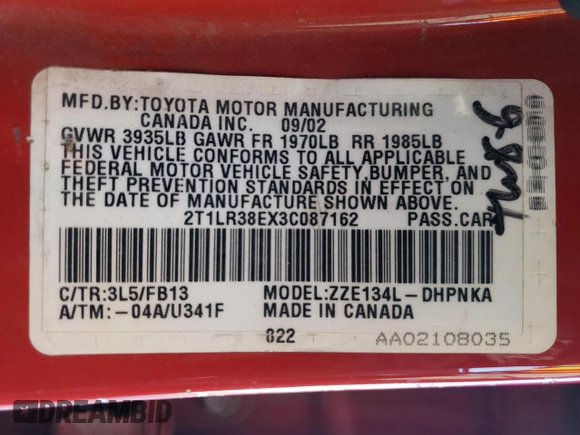 MFD.BY:TOYOTA MOTOR MANUFACTURING
CANADA INC. 09/02
GVWR 3935LB GAWR FR 1970LB RR 1985LB
THIS VEHICLE CONFORMS TO ALL APPLICABLE
FEDERAL MOTOR VEHICLE SAFETY,BUMPER, AND
THEFT PREVENTION STANDARDS IN EFFECT ON
THE DATE OF MANUFACTURE SHOWN ABOVE.
2T1LR38EX3C087162 PASS.CAR
C/TR:3L5/FB13 MODEL:ZZE134L-DHPNKA
A/TM:-04A/U341F MADE IN CANADA
822
AA02108035
DREAMBID